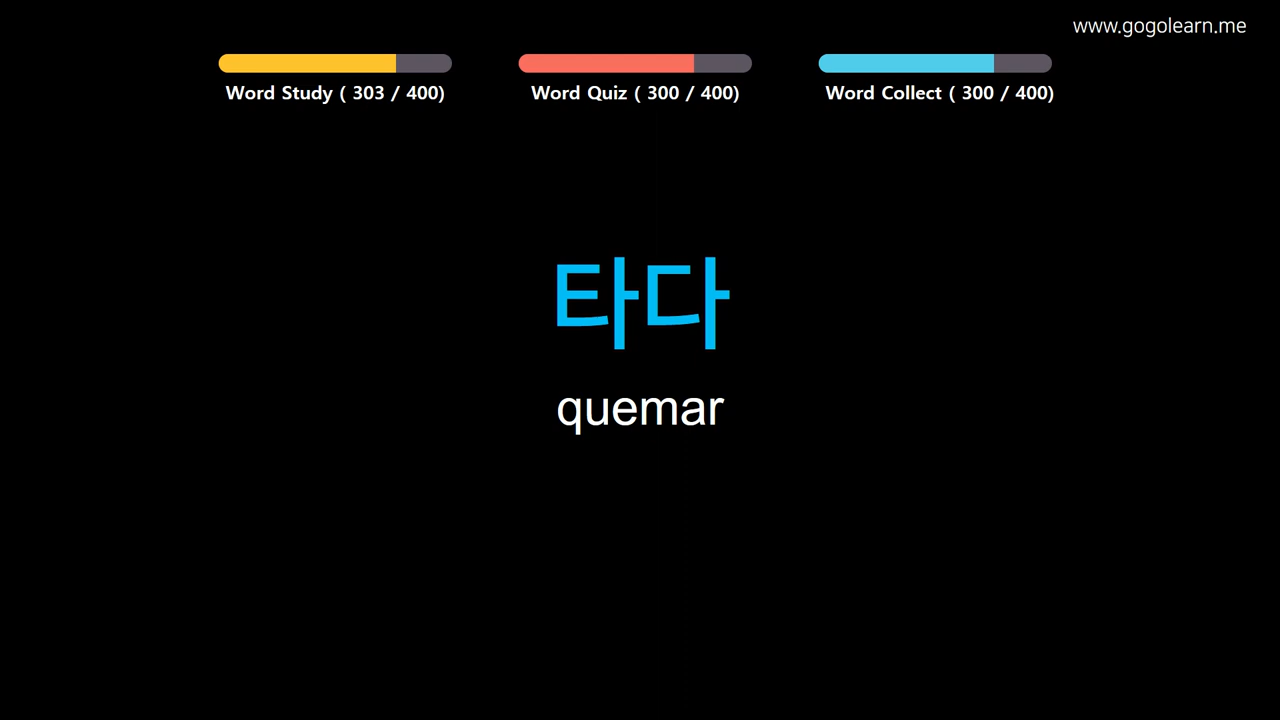 www.gogolearn.me
Word Study ( 303 / 400)
Word Quiz ( 300 / 400)
Word Collect ( 300 / 400)
타다
quemar